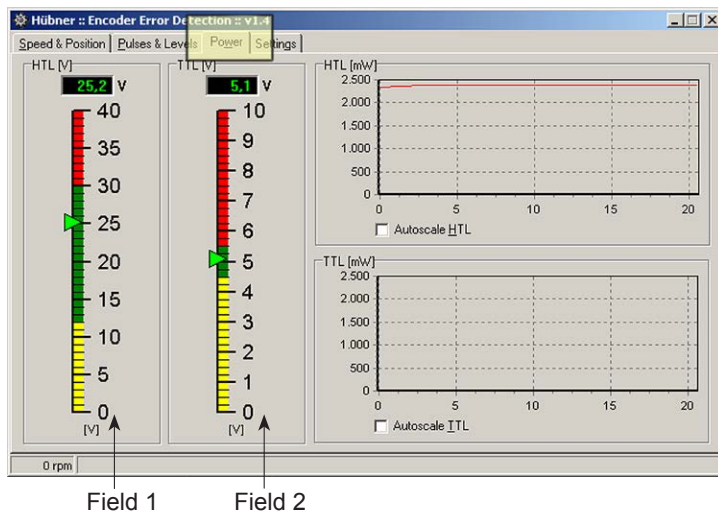 Hübner :: Encoder Error Detection :: v1.4
Speed & Position Pulses & Levels Power Settings
HTL [V]
25,2 V
40
35
30
25
20
15
10
5
0
[V]
TTL [V]
5,1 V
10
9
8
7
6
5
4
3
2
1
0
[V]
HTL [mW]
2.500
2.000
1.500
1.000
500
0
0 5 10 15 20
Autoscale HTL
TTL [mW]
2.500
2.000
1.500
1.000
500
0
0 5 10 15 20
Autoscale TTL
0 rpm
Field 1 Field 2